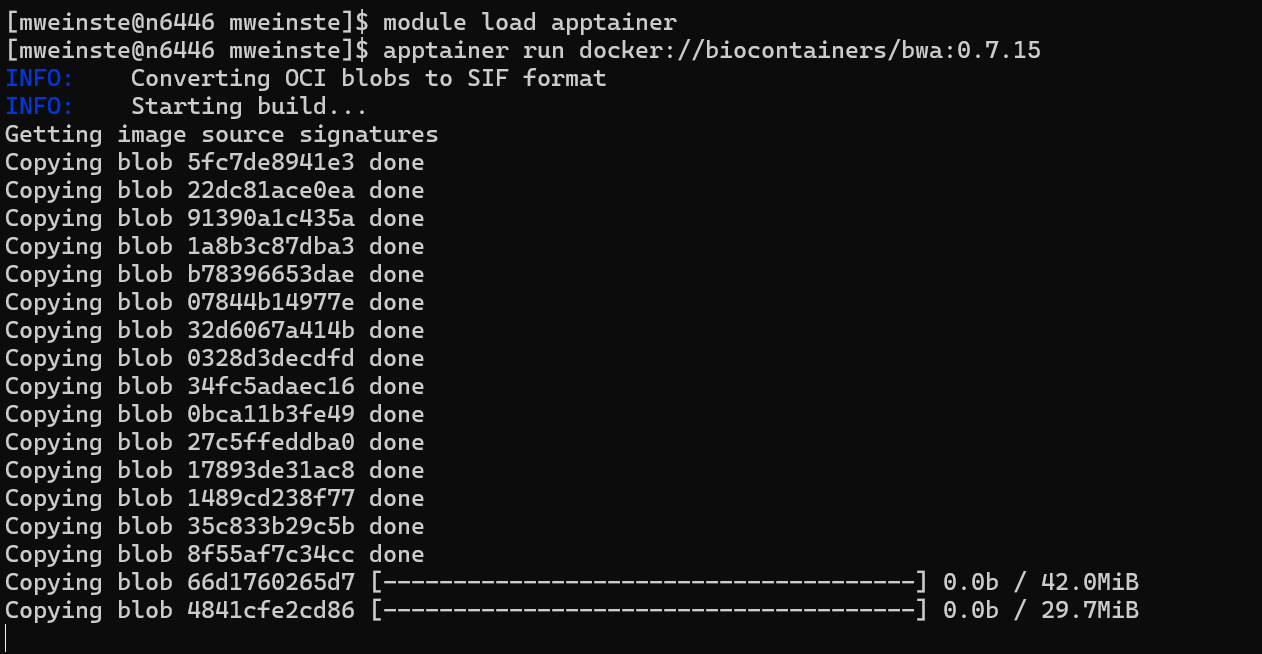 [mweinste@n6446 mweinste]$ module load apptainer
[mweinste@n6446 mweinste]$ apptainer run docker://biocontainers/bwa:0.7.15
INFO:    Converting OCI blobs to SIF format
INFO:    Starting build...
Getting image source signatures
Copying blob 5fc7de8941e3 done
Copying blob 22dc81ace0ea done
Copying blob 91390a1c435a done
Copying blob 1a8b3c87dba3 done
Copying blob b78396653dae done
Copying blob 07844b14977e done
Copying blob 32d6067a414b done
Copying blob 0328d3decdfd done
Copying blob 34fc5adaec16 done
Copying blob 0bca11b3fe49 done
Copying blob 27c5ffeddba0 done
Copying blob 17893de31ac8 done
Copying blob 1489cd238f77 done
Copying blob 35c833b29c5b done
Copying blob 8f55af7c34cc done
Copying blob 66d1760265d7 [--------------------------------------] 0.0b / 42.0MiB
Copying blob 4841cfe2cd86 [--------------------------------------] 0.0b / 29.7MiB